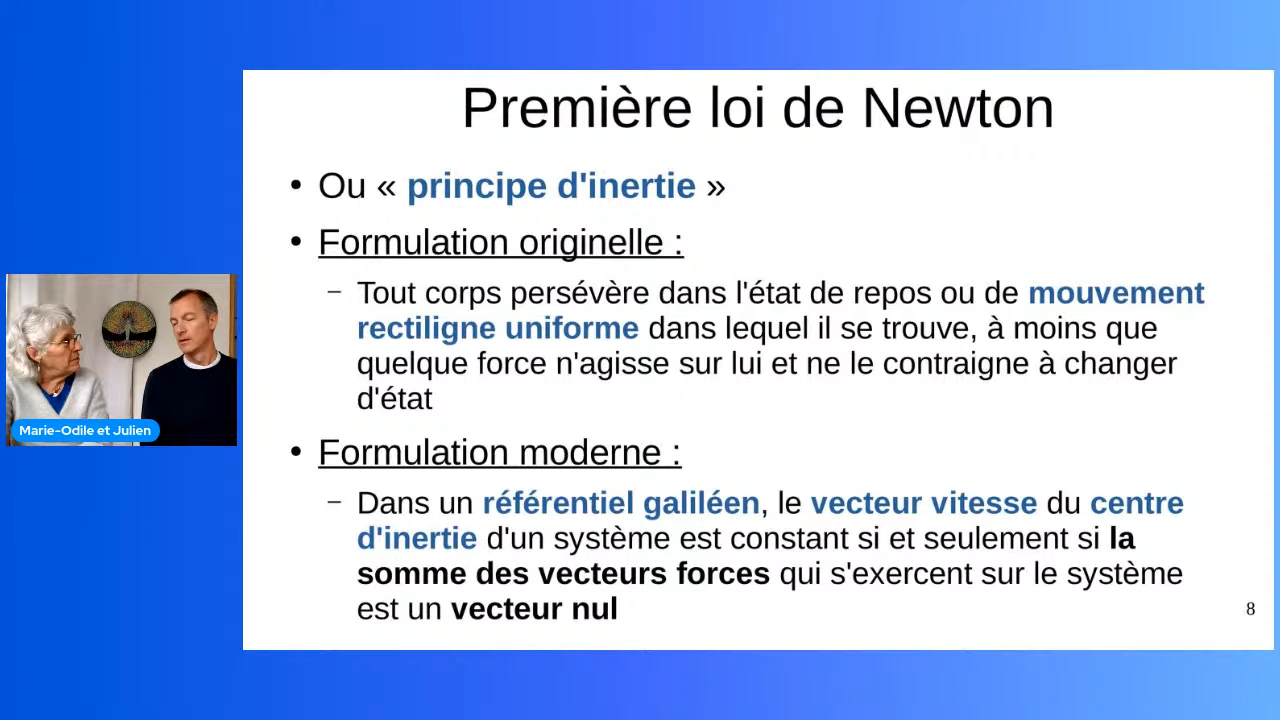 Première loi de Newton
• Ou « principe d'inertie »
• Formulation originelle :
– Tout corps persévère dans l'état de repos ou de mouvement
rectiligne uniforme dans lequel il se trouve, à moins que
quelque force n'agisse sur lui et ne le contraigne à changer
d'état
• Formulation moderne :
– Dans un référentiel galiléen, le vecteur vitesse du centre
d'inertie d'un système est constant si et seulement si la
somme des vecteurs forces qui s'exercent sur le système
est un vecteur nul
8
Marie-Odile et Julien